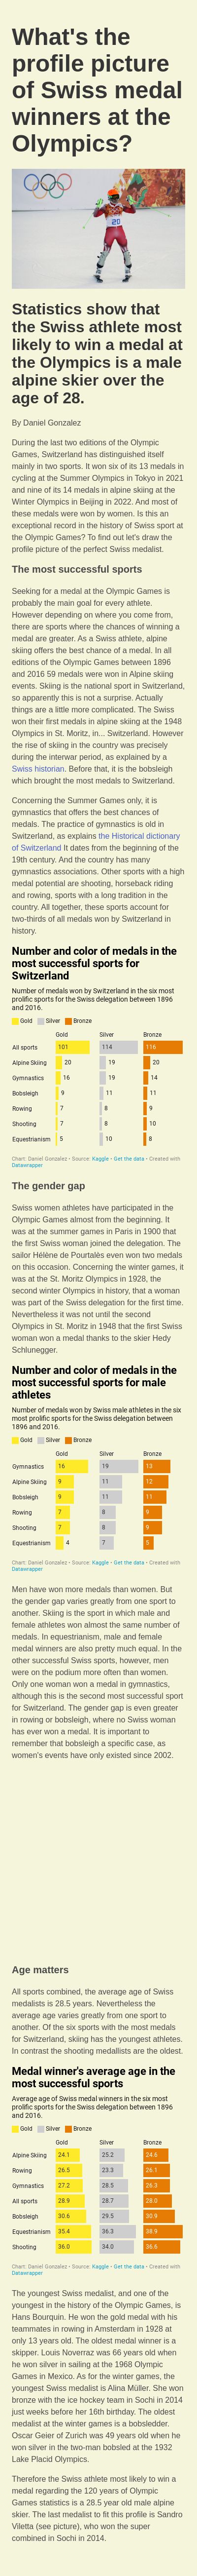 What's the
profile picture
of Swiss medal
winners at the
Olympics?
20
Statistics show that
the Swiss athlete most
likely to win a medal at
the Olympics is a male
alpine skier over the
age of 28.
By Daniel Gonzalez
During the last two editions of the Olympic
Games, Switzerland has distinguished itself
mainly in two sports. It won six of its 13 medals in
cycling at the Summer Olympics in Tokyo in 2021
and nine of its 14 medals in alpine skiing at the
Winter Olympics in Beijing in 2022. And most of
these medals were won by women. Is this an
exceptional record in the history of Swiss sport at
the Olympic Games? To find out let's draw the
profile picture of the perfect Swiss medalist.
The most successful sports
Seeking for a medal at the Olympic Games is
probably the main goal for every athlete.
However depending on where you come from,
there are sports where the chances of winning a
medal are greater. As a Swiss athlete, alpine
skiing offers the best chance of a medal. In all
editions of the Olympic Games between 1896
and 2016 59 medals were won in Alpine skiing
events. Skiing is the national sport in Switzerland,
so apparently this is not a surprise. Actually
things are a little more complicated. The Swiss
won their first medals in alpine skiing at the 1948
Olympics in St. Moritz, in... Switzerland. However
the rise of skiing in the country was precisely
during the interwar period, as explained by a
Swiss historian. Before that, it is the bobsleigh
which brought the most medals to Switzerland.
Concerning the Summer Games only, it is
gymnastics that offers the best chances of
medals. The practice of gymnastics is old in
Switzerland, as explains the Historical dictionary
of Switzerland It dates from the beginning of the
19th century. And the country has many
gymnastics associations. Other sports with a high
medal potential are shooting, horseback riding
and rowing, sports with a long tradition in the
country. All together, these sports account for
two-thirds of all medals won by Switzerland in
history.
Number and color of medals in the
most successful sports for
Switzerland
Number of medals won by Switzerland in the six most
prolific sports for the Swiss delegation between 1896
and 2016.
Gold Silver Bronze
Gold Silver Bronze
All sports 101 114 116
Alpine Skiing 20 19 20
Gymnastics 16 19 14
Bobsleigh 9 11 11
Rowing 7 8 9
Shooting 7 8 10
Equestrianism 5 10 8
Chart: Daniel Gonzalez • Source: Kaggle • Get the data • Created with
Datawrapper
The gender gap
Swiss women athletes have participated in the
Olympic Games almost from the beginning. It
was at the summer games in Paris in 1900 that
the first Swiss woman joined the delegation. The
sailor Hélène de Pourtalès even won two medals
on this occasion. Concerning the winter games, it
was at the St. Moritz Olympics in 1928, the
second winter Olympics in history, that a woman
was part of the Swiss delegation for the first time.
Nevertheless it was not until the second
Olympics in St. Moritz in 1948 that the first Swiss
woman won a medal thanks to the skier Hedy
Schlunegger.
Number and color of medals in the
most successful sports for male
athletes
Number of medals won by Swiss male athletes in the six
most prolific sports for the Swiss delegation between
1896 and 2016.
Gold Silver Bronze
Gold Silver Bronze
Gymnastics 16 19 13
Alpine Skiing 9 11 12
Bobsleigh 9 11 11
Rowing 7 8 9
Shooting 7 8 9
Equestrianism 4 7 5
Chart: Daniel Gonzalez • Source: Kaggle • Get the data • Created with
Datawrapper
Men have won more medals than women. But
the gender gap varies greatly from one sport to
another. Skiing is the sport in which male and
female athletes won almost the same number of
medals. In equestrianism, male and female
medal winners are also pretty much equal. In the
other successful Swiss sports, however, men
were on the podium more often than women.
Only one woman won a medal in gymnastics,
although this is the second most successful sport
for Switzerland. The gender gap is even greater
in rowing or bobsleigh, where no Swiss woman
has ever won a medal. It is important to
remember that bobsleigh a specific case, as
women's events have only existed since 2002.
Age matters
All sports combined, the average age of Swiss
medalists is 28.5 years. Nevertheless the
average age varies greatly from one sport to
another. Of the six sports with the most medals
for Switzerland, skiing has the youngest athletes.
In contrast the shooting medallists are the oldest.
Medal winner's average age in the
most successful sports
Average age of Swiss medal winners in the six most
prolific sports for the Swiss delegation between 1896
and 2016.
Gold Silver Bronze
Gold Silver Bronze
Alpine Skiing 24.1 25.2 24.6
Rowing 26.5 23.3 26.1
Gymnastics 27.2 28.5 26.3
All sports 28.9 28.7 28.0
Bobsleigh 30.6 29.5 30.9
Equestrianism 35.4 36.3 38.9
Shooting 36.0 34.0 36.6
Chart: Daniel Gonzalez • Source: Kaggle • Get the data • Created with
Datawrapper
The youngest Swiss medalist, and one of the
youngest in the history of the Olympic Games, is
Hans Bourquin. He won the gold medal with his
teammates in rowing in Amsterdam in 1928 at
only 13 years old. The oldest medal winner is a
skipper. Louis Noverraz was 66 years old when
he won silver in sailing at the 1968 Olympic
Games in Mexico. As for the winter games, the
youngest Swiss medalist is Alina Müller. She won
bronze with the ice hockey team in Sochi in 2014
just weeks before her 16th birthday. The oldest
medalist at the winter games is a bobsledder.
Oscar Geier of Zurich was 49 years old when he
won silver in the two-man bobsled at the 1932
Lake Placid Olympics.
Therefore the Swiss athlete most likely to win a
medal regarding the 120 years of Olympic
Games statistics is a 28.5 year old male alpine
skier. The last medalist to fit this profile is Sandro
Viletta (see picture), who won the super
combined in Sochi in 2014.